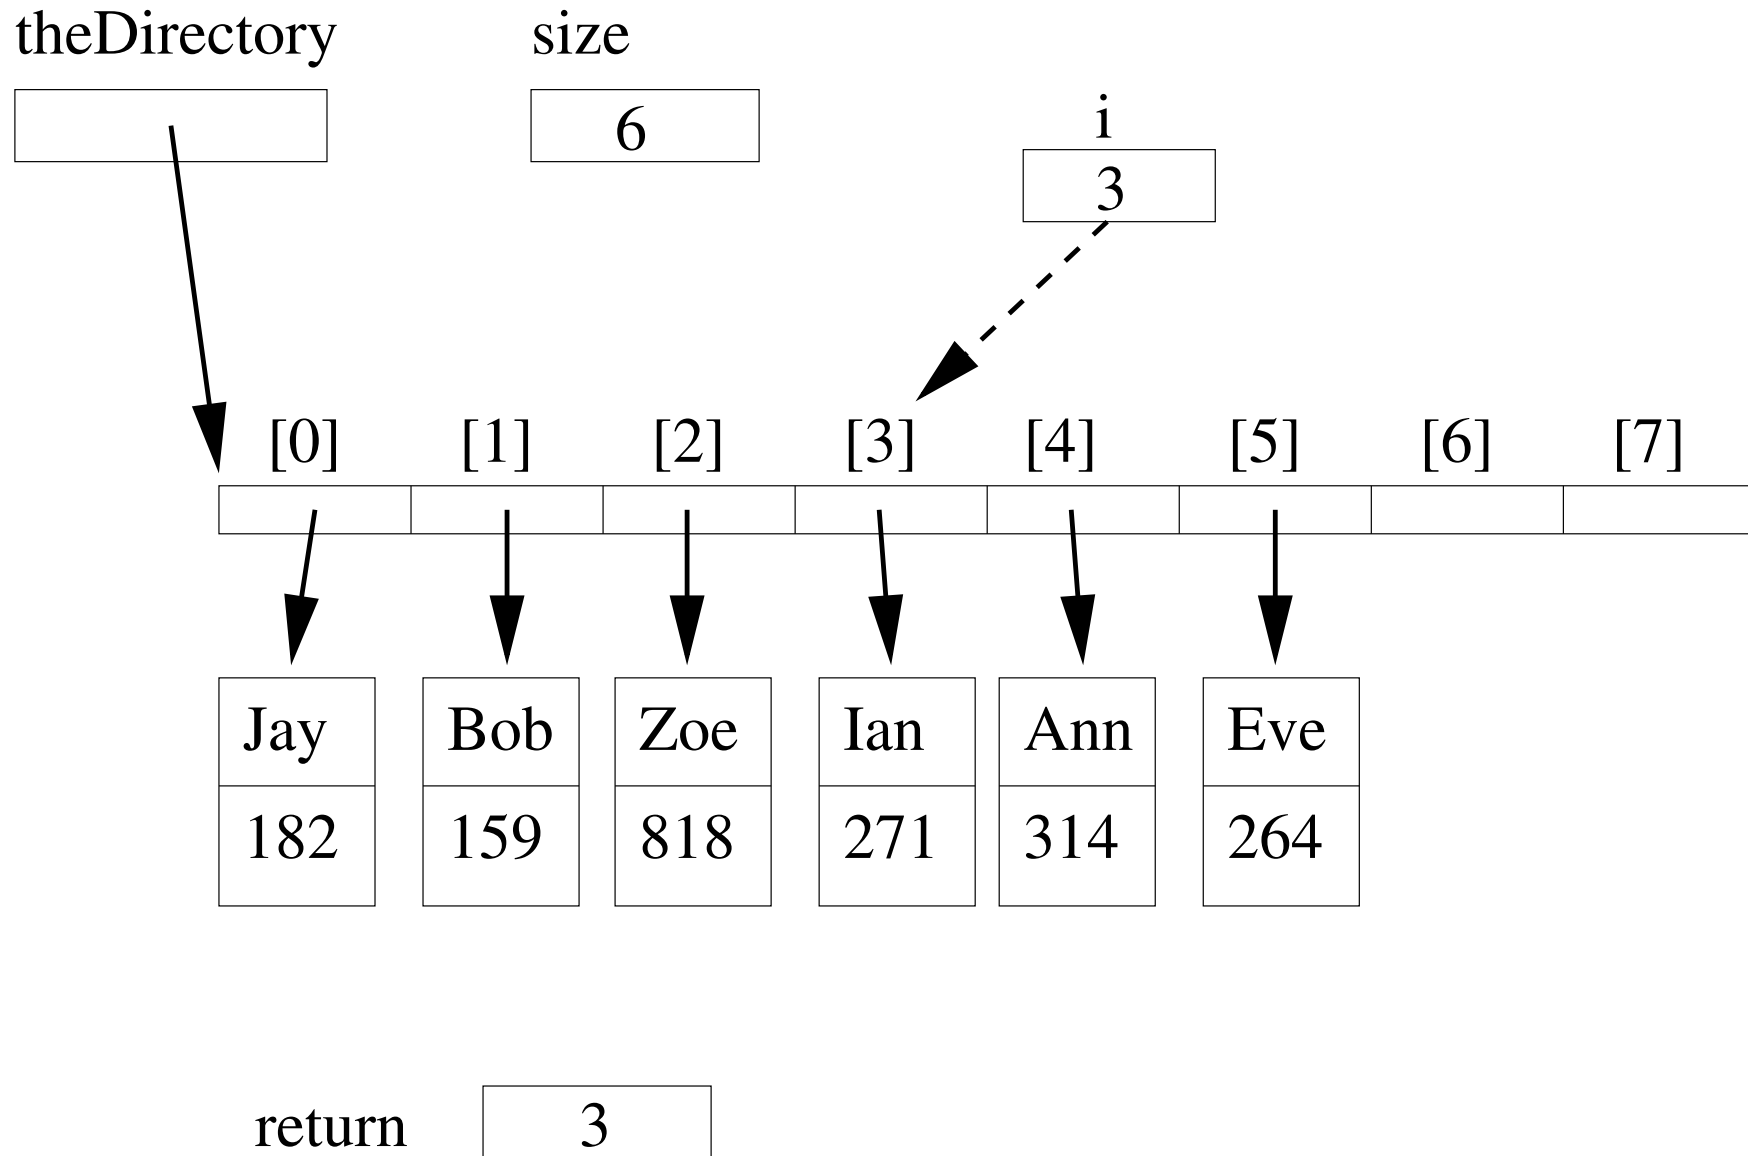 theDirectory size
6
i
3
[0] [1] [2] [3] [4] [5] [6] [7]
Jay Bob Zoe Ian Ann Eve
182 159 818 271 314 264
return 3